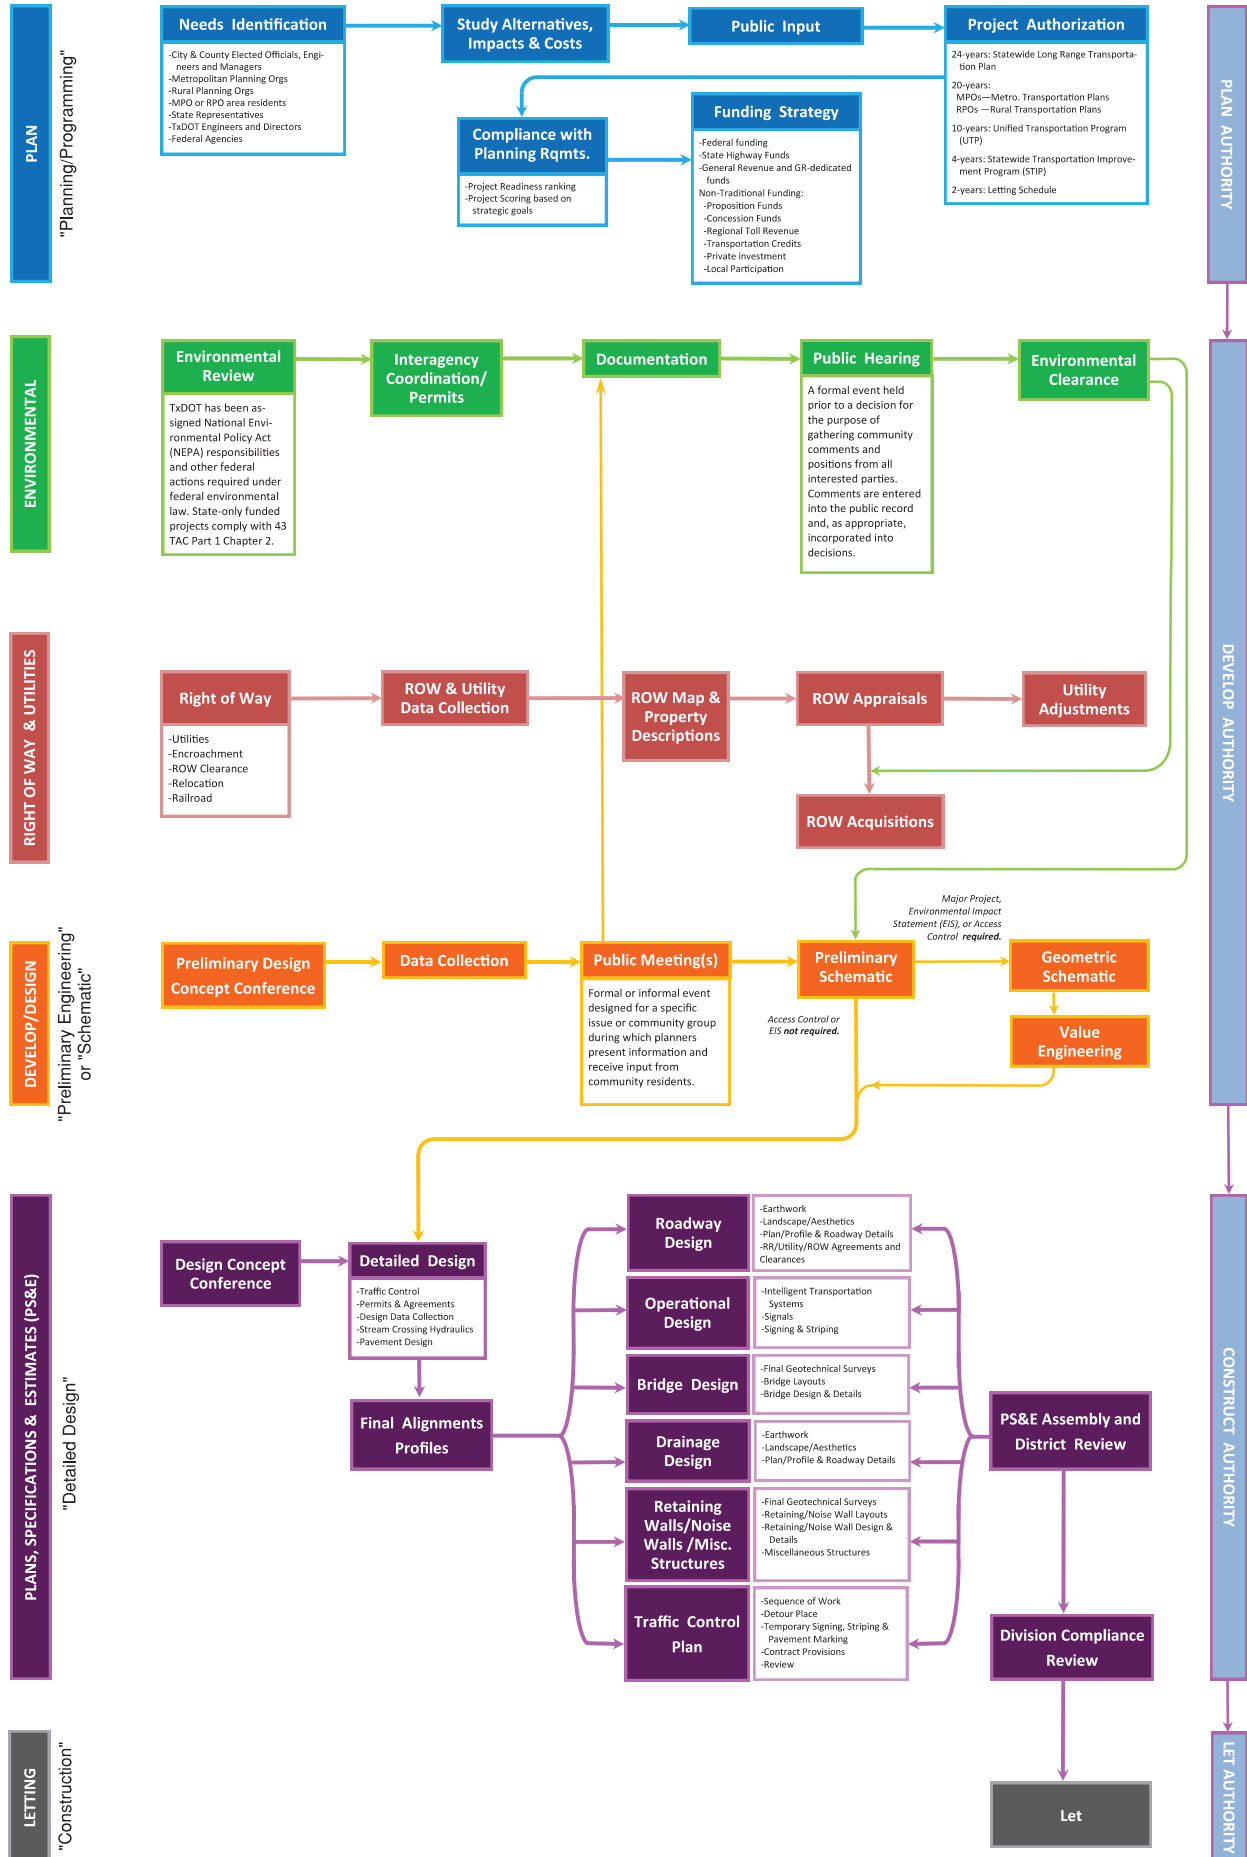 PLAN
"Planning/Programming"
Needs Identification
-City & County Elected Officials, Engi-
neers and Managers
-Metropolitan Planning Orgs
-Rural Planning Orgs
-MPO or RPO area residents
-State Representatives
-TxDOT Engineers and Directors
-Federal Agencies
Study Alternatives,
Impacts & Costs
Public Input
Project Authorization
24-years: Statewide Long Range Transporta-
tion Plan
20-years:
MPOs—Metro. Transportation Plans
RPOs —Rural Transportation Plans
10-years: Unified Transportation Program
(UTP)
4-years: Statewide Transportation Improve-
ment Program (STIP)
2-years: Letting Schedule
Compliance with
Planning Rqmts.
-Project Readiness ranking
-Project Scoring based on
strategic goals
Funding Strategy
-Federal funding
-State Highway Funds
-General Revenue and GR-dedicated
funds
Non-Traditional Funding:
-Proposition Funds
-Concession Funds
-Regional Toll Revenue
-Transportation Credits
-Private investment
-Local Participation
PLAN AUTHORITY
ENVIRONMENTAL
Environmental
Review
TxDOT has been as-
signed National Envi-
ronmental Policy Act
(NEPA) responsibilities
and other federal
actions required under
federal environmental
law. State-only funded
projects comply with 43
TAC Part 1 Chapter 2.
Interagency
Coordination/
Permits
Documentation
Public Hearing
A formal event held
prior to a decision for
the purpose of
gathering community
comments and
positions from all
interested parties.
Comments are entered
into the public record
and, as appropriate,
incorporated into
decisions.
Environmental
Clearance
DEVELOP AUTHORITY
RIGHT OF WAY & UTILITIES
Right of Way
-Utilities
-Encroachment
-ROW Clearance
-Relocation
-Railroad
ROW & Utility
Data Collection
ROW Map &
Property
Descriptions
ROW Appraisals
Utility
Adjustments
ROW Acquisitions
DEVELOP/DESIGN
"Preliminary Engineering"
or "Schematic"
Preliminary Design
Concept Conference
Data Collection
Public Meeting(s)
Formal or informal event
designed for a specific
issue or community group
during which planners
present information and
receive input from
community residents.
Preliminary
Schematic
Major Project,
Environmental Impact
Statement (EIS), or Access
Control required.
Geometric
Schematic
Access Control or
EIS not required.
Value
Engineering
PLANS, SPECIFICATIONS & ESTIMATES (PS&E)
"Detailed Design"
Design Concept
Conference
Detailed Design
-Traffic Control
-Permits & Agreements
-Design Data Collection
-Stream Crossing Hydraulics
-Pavement Design
Final Alignments
Profiles
Roadway
Design
-Earthwork
-Landscape/Aesthetics
-Plan/Profile & Roadway Details
-RR/Utility/ROW Agreements and
Clearances
Operational
Design
-Intelligent Transportation
Systems
-Signals
-Signing & Striping
Bridge Design
-Final Geotechnical Surveys
-Bridge Layouts
-Bridge Design & Details
Drainage
Design
-Earthwork
-Landscape/Aesthetics
-Plan/Profile & Roadway Details
Retaining
Walls/Noise
Walls /Misc.
Structures
-Final Geotechnical Surveys
-Retaining/Noise Wall Layouts
-Retaining/Noise Wall Design &
Details
-Miscellaneous Structures
Traffic Control
Plan
-Sequence of Work
-Detour Place
-Temporary Signing, Striping &
Pavement Marking
-Contract Provisions
-Review
PS&E Assembly and
District Review
Division Compliance
Review
CONSTRUCT AUTHORITY
LETTING
"Construction"
Let
LET AUTHORITY